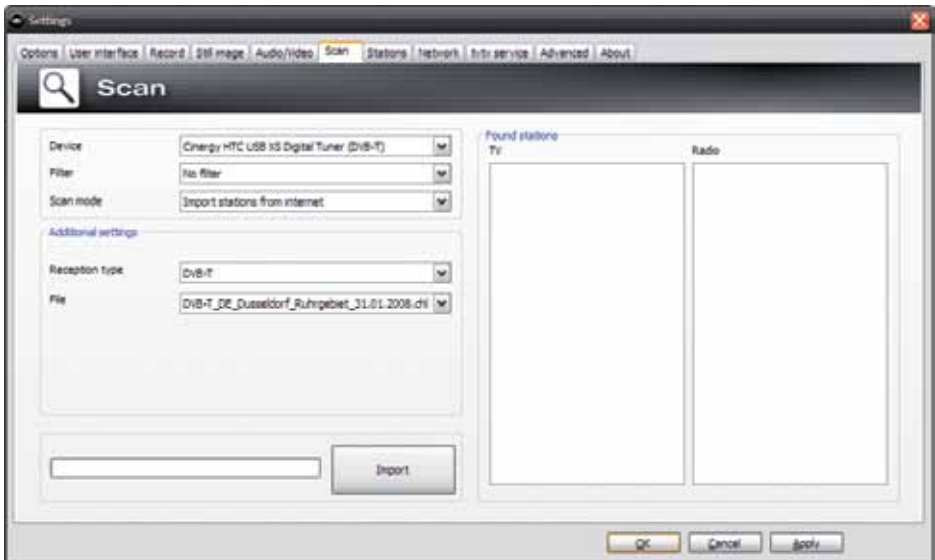 Settings
Options User interface Record Still image Audio/Video Scan Stations Network tvtv service Advanced About
Scan
Device Cinergy HTC USB XS Digital Tuner (DVB-T)
Filter No filter
Scan mode Import stations from internet
Additional settings
Reception type DVB-T
File DVB-T_DE_Dusseldorf_Ruhrgebiet_31.01.2008.chl
Import
Found stations
TV Radio
OK Cancel Apply